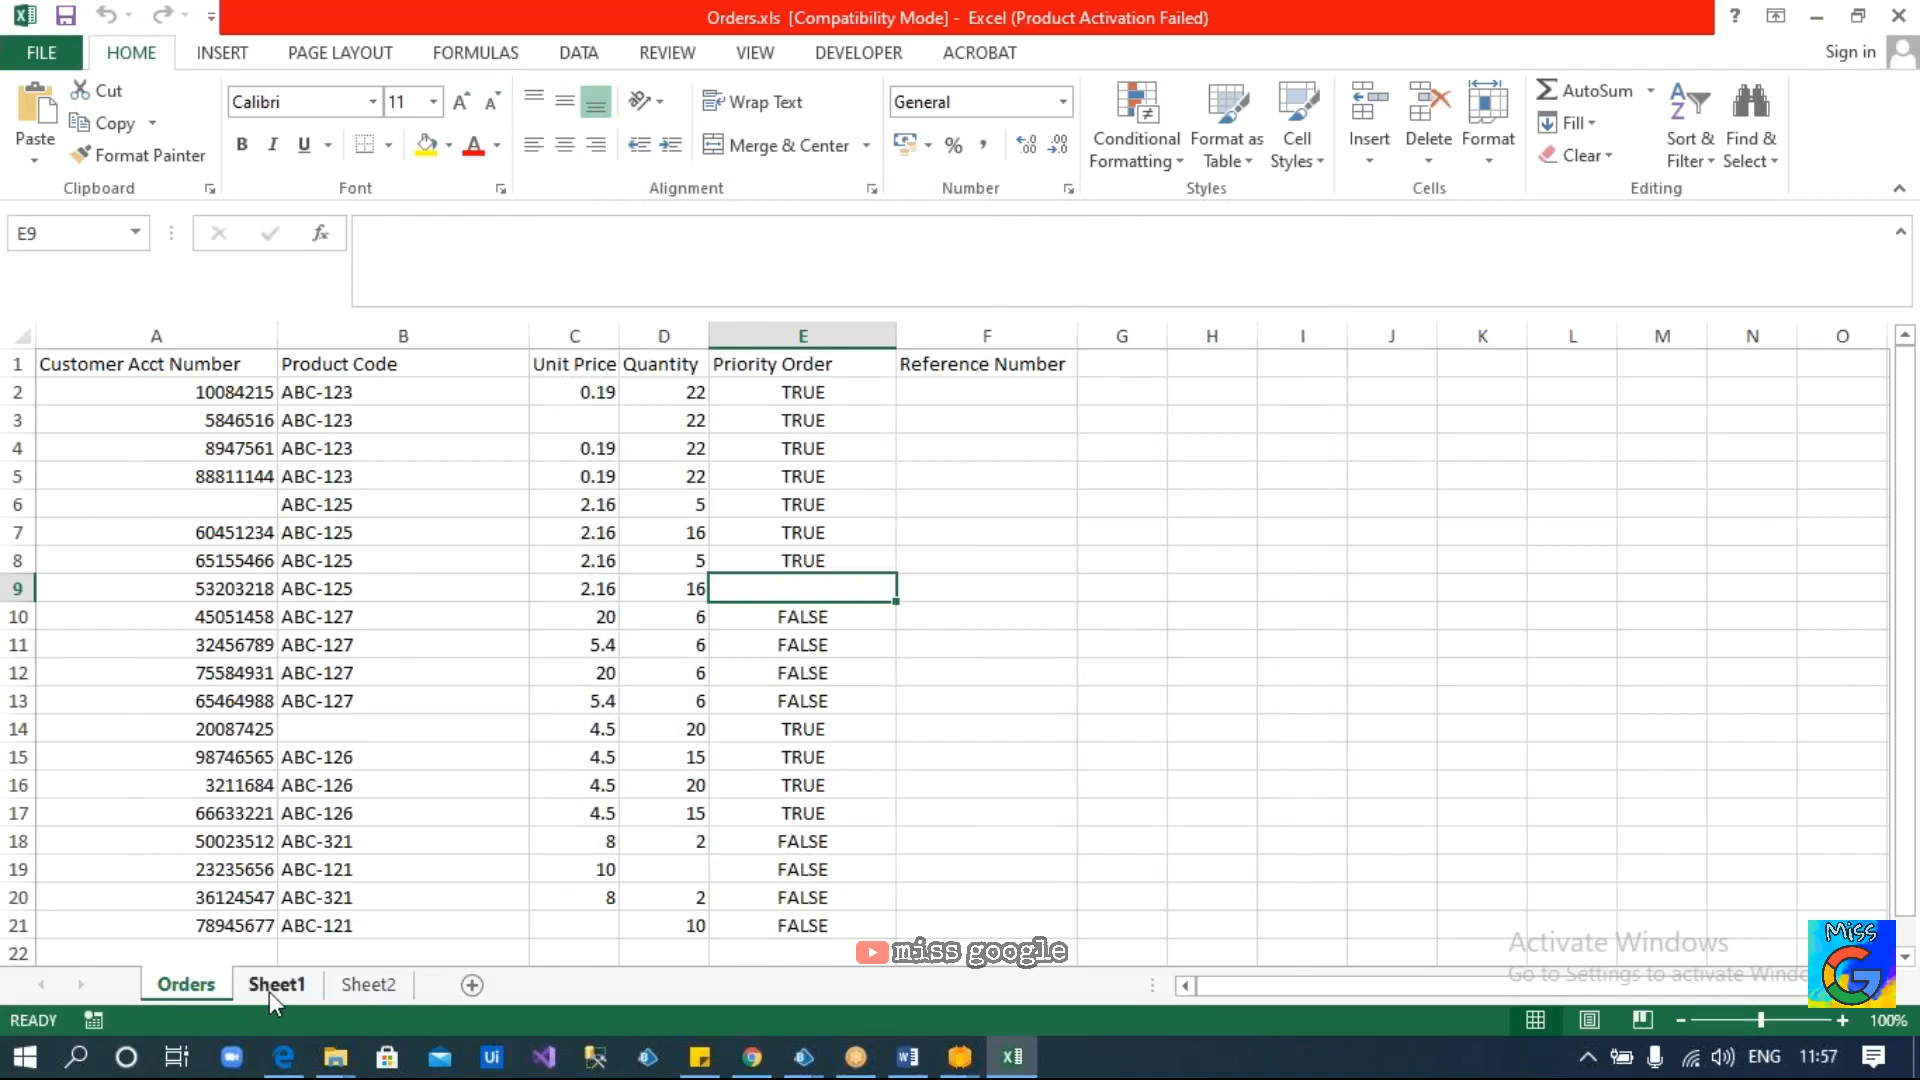 Orders.xls [Compatibility Mode] - Excel (Product Activation Failed)
?
FILE HOME INSERT PAGE LAYOUT FORMULAS DATA REVIEW VIEW DEVELOPER ACROBAT Sign in
Paste
Cut
Copy
Format Painter
Clipboard
Calibri 11
B I U
Font
Wrap Text
Merge & Center
Alignment
General
%
Number
Conditional Formatting
Format as Table
Cell Styles
Styles
Insert
Delete
Format
Cells
AutoSum
Fill
Clear
Sort & Filter
Find & Select
Editing
E9 fx
A B C D E F G H I J K L M N O
1 Customer Acct Number Product Code Unit Price Quantity Priority Order Reference Number
2 10084215 ABC-123 0.19 22 TRUE
3 5846516 ABC-123 22 TRUE
4 8947561 ABC-123 0.19 22 TRUE
5 88811144 ABC-123 0.19 22 TRUE
6 ABC-125 2.16 5 TRUE
7 60451234 ABC-125 2.16 16 TRUE
8 65155466 ABC-125 2.16 5 TRUE
9 53203218 ABC-125 2.16 16
10 45051458 ABC-127 20 6 FALSE
11 32456789 ABC-127 5.4 6 FALSE
12 75584931 ABC-127 20 6 FALSE
13 65464988 ABC-127 5.4 6 FALSE
14 20087425 4.5 20 TRUE
15 98746565 ABC-126 4.5 15 TRUE
16 3211684 ABC-126 4.5 20 TRUE
17 66633221 ABC-126 4.5 15 TRUE
18 50023512 ABC-321 8 2 FALSE
19 23235656 ABC-121 10 FALSE
20 36124547 ABC-321 8 2 FALSE
21 78945677 ABC-121 10 FALSE
22
miss google
Activate Windows
Go to Settings to activate
Miss
G
Orders Sheet1 Sheet2
READY 100%
Ui ENG 11:57